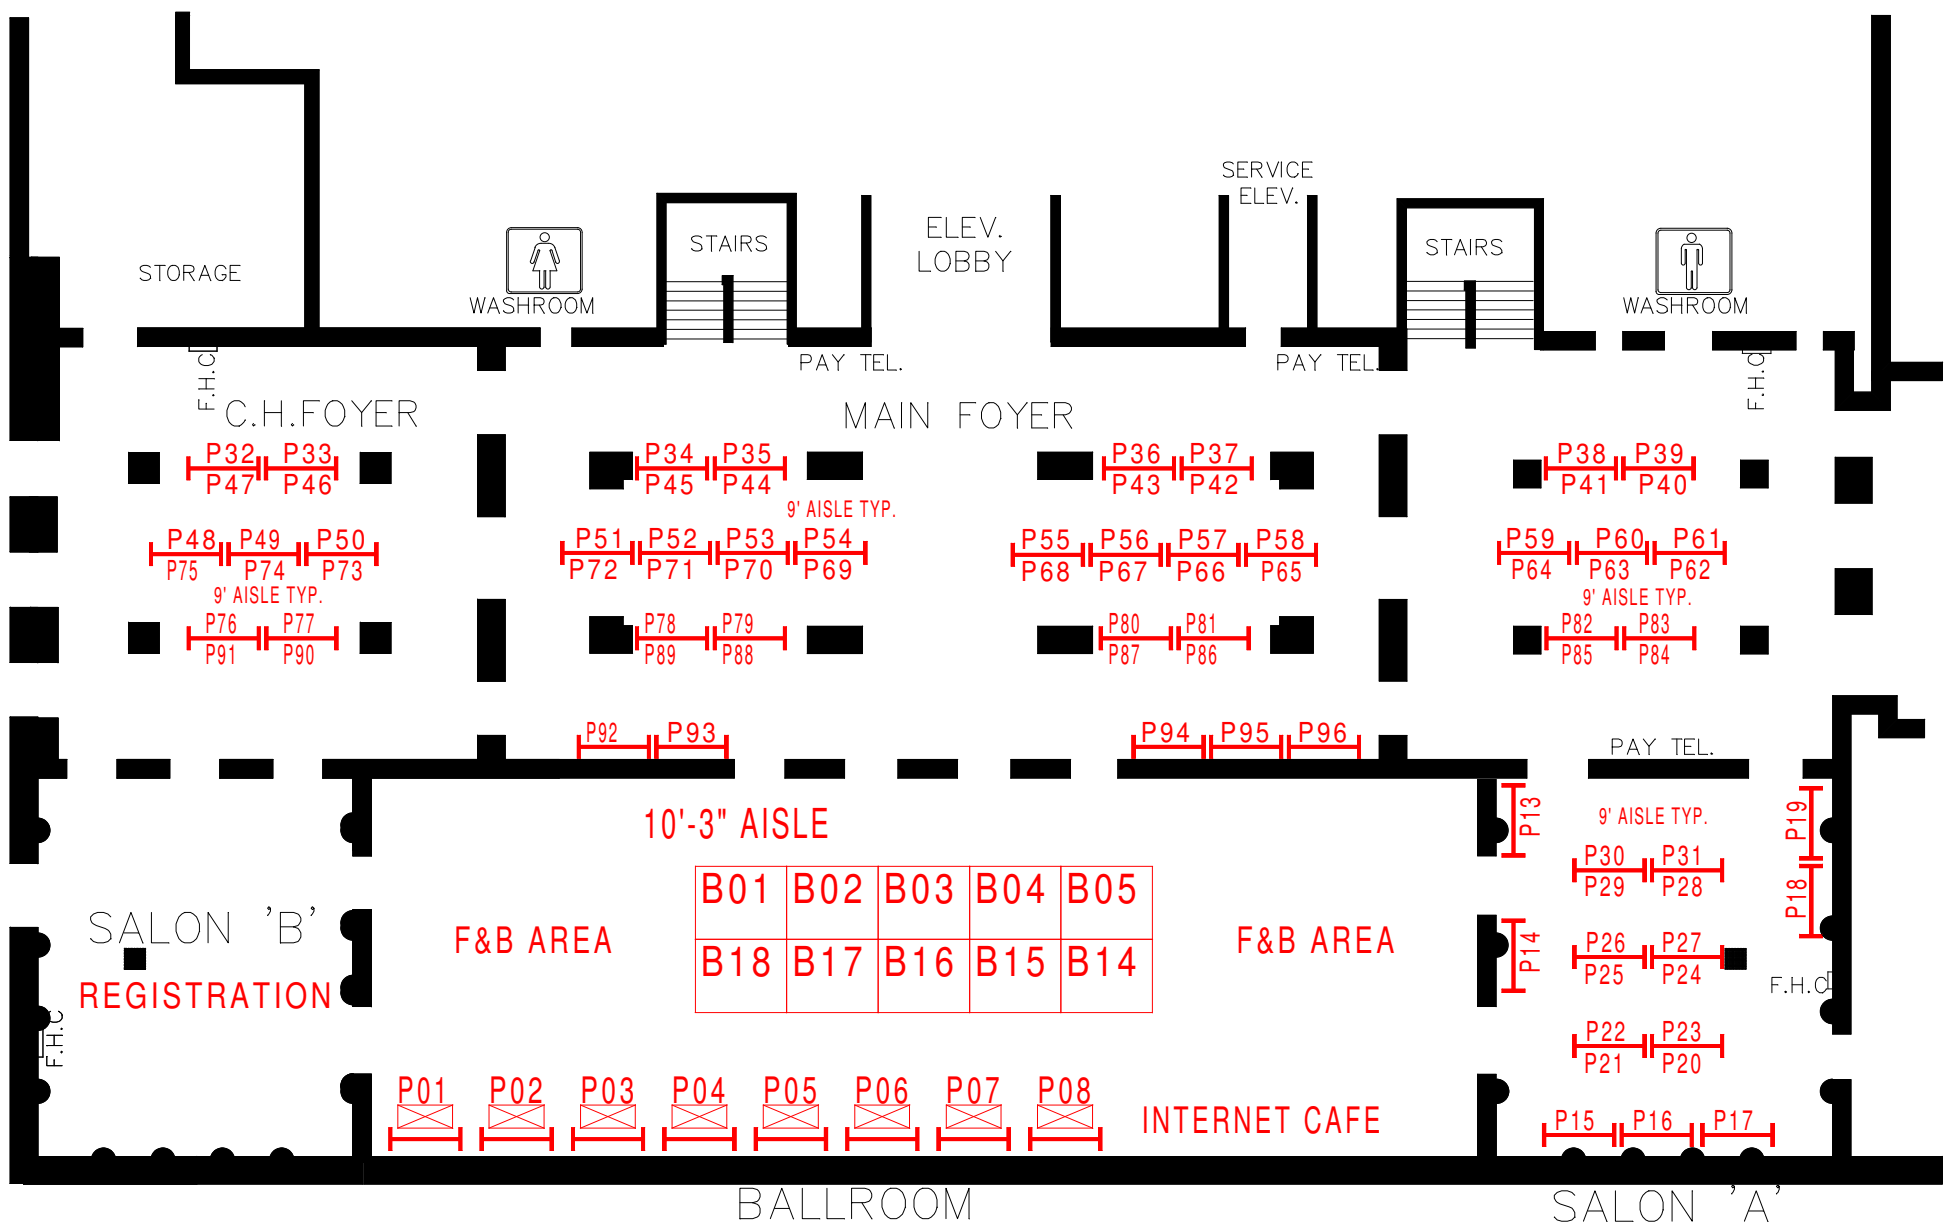 SERVICE
ELEV.
ELEV.
LOBBY
STAIRS
STAIRS
STORAGE
WASHROOM
WASHROOM
PAY TEL.
PAY TEL.
F.H.C
F.H.C
C.H.FOYER
MAIN FOYER
P32 P33 P34 P35 P36 P37 P38 P39
P47 P46 P45 P44 P43 P42 P41 P40
9' AISLE TYP.
P48 P49 P50 P51 P52 P53 P54 P55 P56 P57 P58 P59 P60 P61
P75 P74 P73 P72 P71 P70 P69 P68 P67 P66 P65 P64 P63 P62
9' AISLE TYP.
9' AISLE TYP.
P76 P77 P78 P79 P80 P81 P82 P83
P91 P90 P89 P88 P87 P86 P85 P84
P92 P93 P94 P95 P96
PAY TEL.
10'-3" AISLE
P13
9' AISLE TYP.
P19
P30 P31
P29 P28
B01 B02 B03 B04 B05
P18
SALON 'B'
F&B AREA
F&B AREA
P14
P26 P27
P25 P24
B18 B17 B16 B15 B14
REGISTRATION
F.H.C
F.H.C
P22 P23
P21 P20
P01 P02 P03 P04 P05 P06 P07 P08
INTERNET CAFE
P15 P16 P17
BALLROOM
SALON 'A'